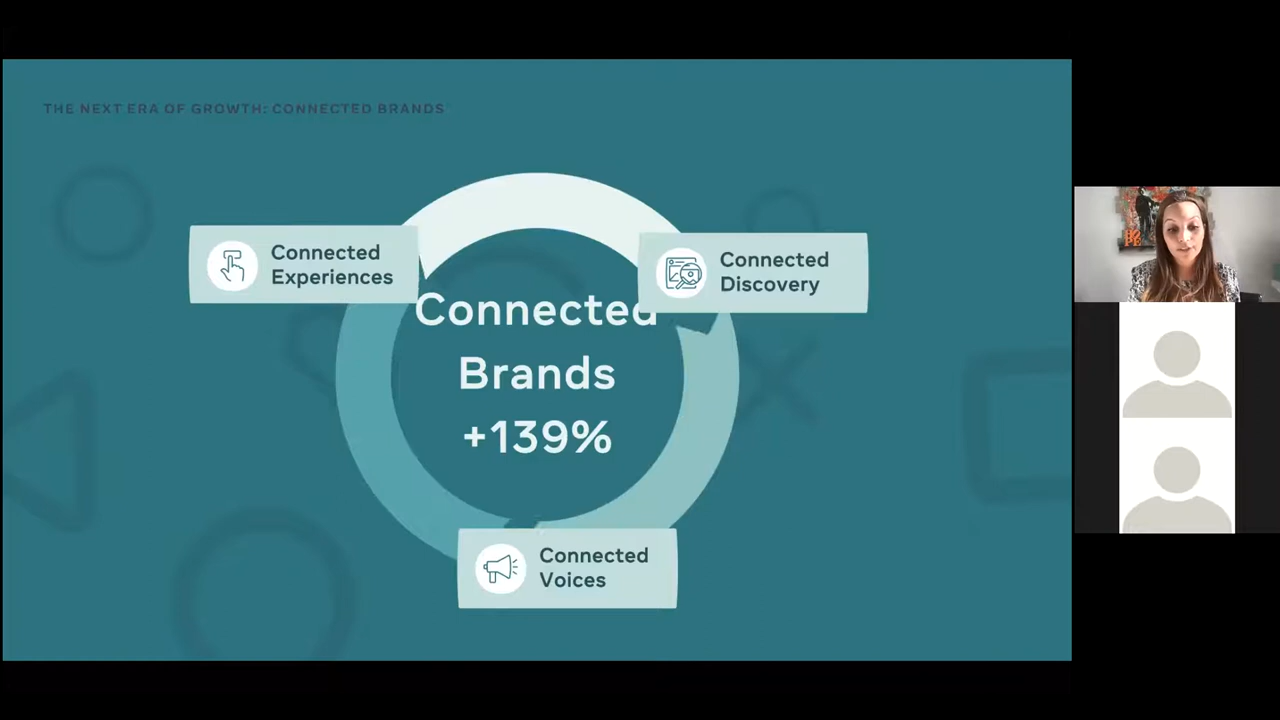 THE NEXT ERA OF GROWTH: CONNECTED BRANDS
Connected
Experiences
Connected
Discovery
Connected
Brands
+139%
Connected
Voices